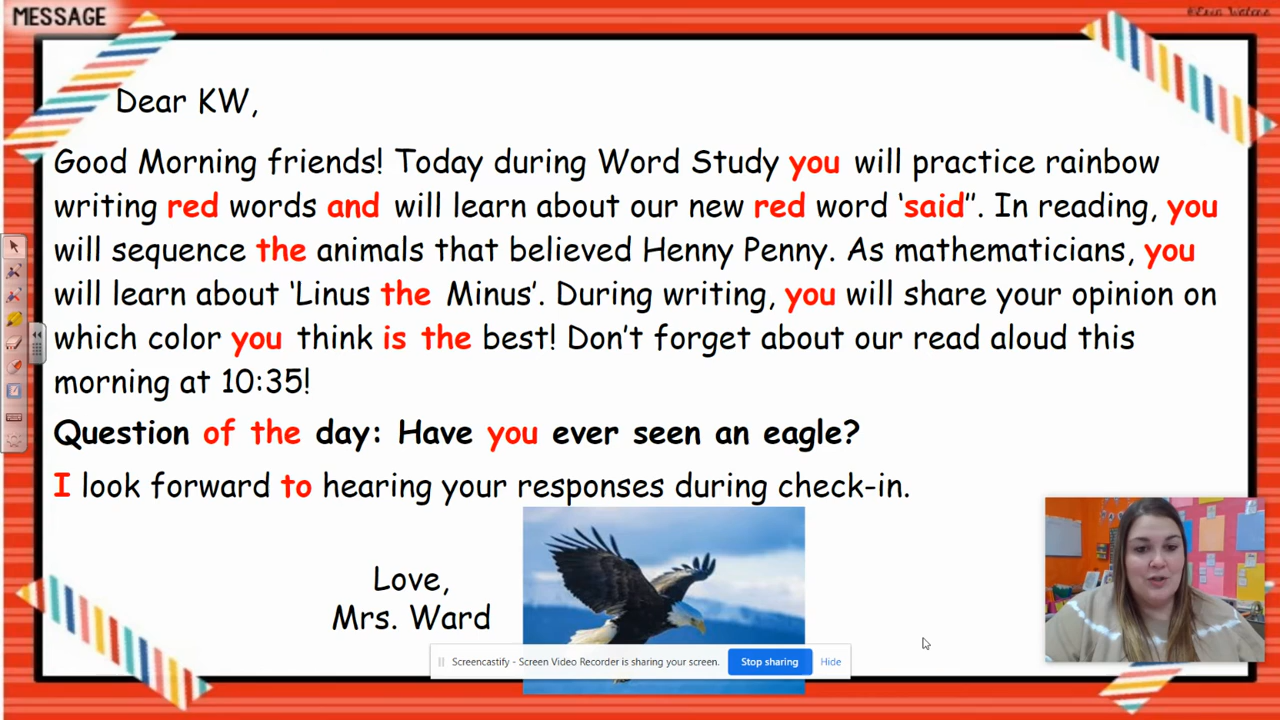 MESSAGE
©Erin Waters
Dear KW,
Good Morning friends! Today during Word Study you will practice rainbow
writing red words and will learn about our new red word ‘said”. In reading, you
will sequence the animals that believed Henny Penny. As mathematicians, you
will learn about ‘Linus the Minus’. During writing, you will share your opinion on
which color you think is the best! Don’t forget about our read aloud this
morning at 10:35!
Question of the day: Have you ever seen an eagle?
I look forward to hearing your responses during check-in.
Love,
Mrs. Ward
Screencastify - Screen Video Recorder is sharing your screen. Stop sharing Hide